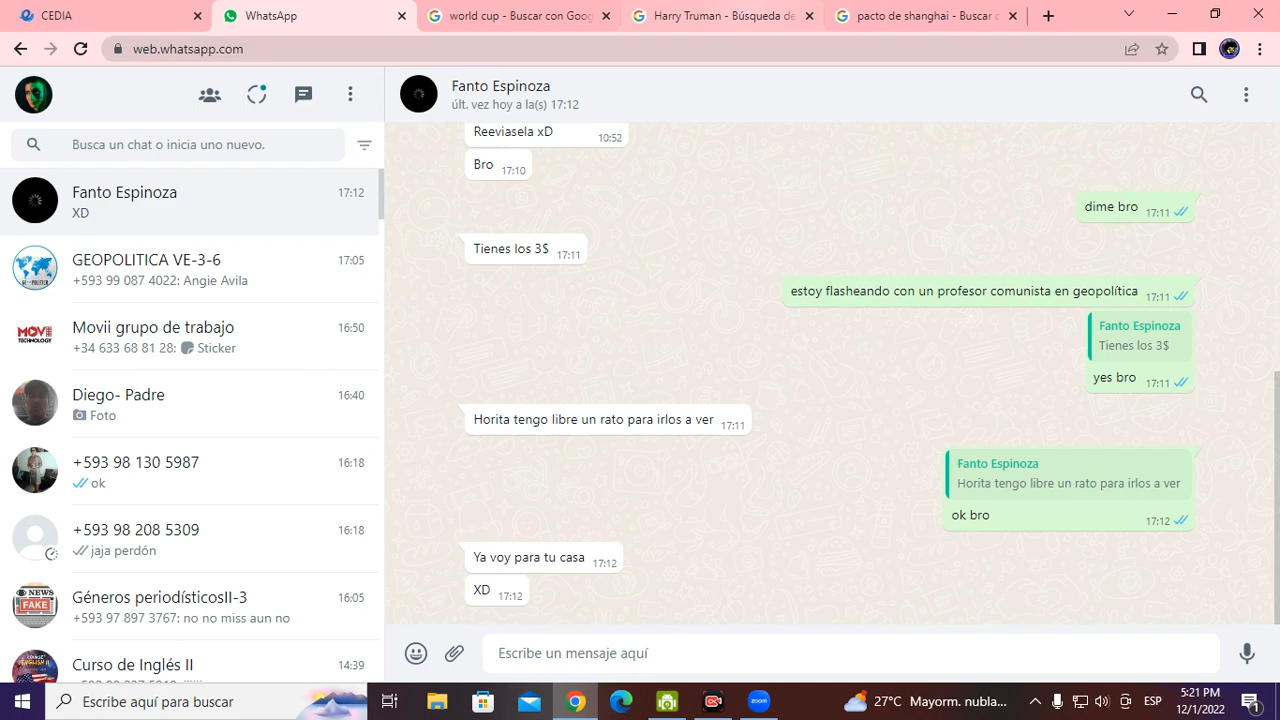 CEDIA
WhatsApp
world cup - Buscar con Goog
Harry Truman - Búsqueda de
pacto de shanghai - Buscar c
web.whatsapp.com
Busca un chat o inicia uno nuevo.
Fanto Espinoza 17:12
XD
GEOPOLITICA VE-3-6 17:05
+593 99 087 4022: Angie Avila
Movii grupo de trabajo 16:50
+34 633 68 81 28: Sticker
Diego- Padre 16:40
Foto
+593 98 130 5987 16:18
ok
+593 98 208 5309 16:18
jaja perdón
Géneros periodísticosII-3 16:05
+593 97 897 3767: no no miss aun no
Curso de Inglés II 14:39
Fanto Espinoza
últ. vez hoy a la(s) 17:12
Reeviasela xD 10:52
Bro 17:10
dime bro 17:11
Tienes los 3$ 17:11
estoy flasheando con un profesor comunista en geopolítica 17:11
Fanto Espinoza
Tienes los 3$
yes bro 17:11
Horita tengo libre un rato para irlos a ver 17:11
Fanto Espinoza
Horita tengo libre un rato para irlos a ver
ok bro 17:12
Ya voy para tu casa 17:12
XD 17:12
Escribe un mensaje aquí
Escribe aquí para buscar
zoom
27°C Mayorm. nubla...
ESP
5:21 PM
12/1/2022
1
MOVII
TECHNOLOGY
NEWS
FAKE